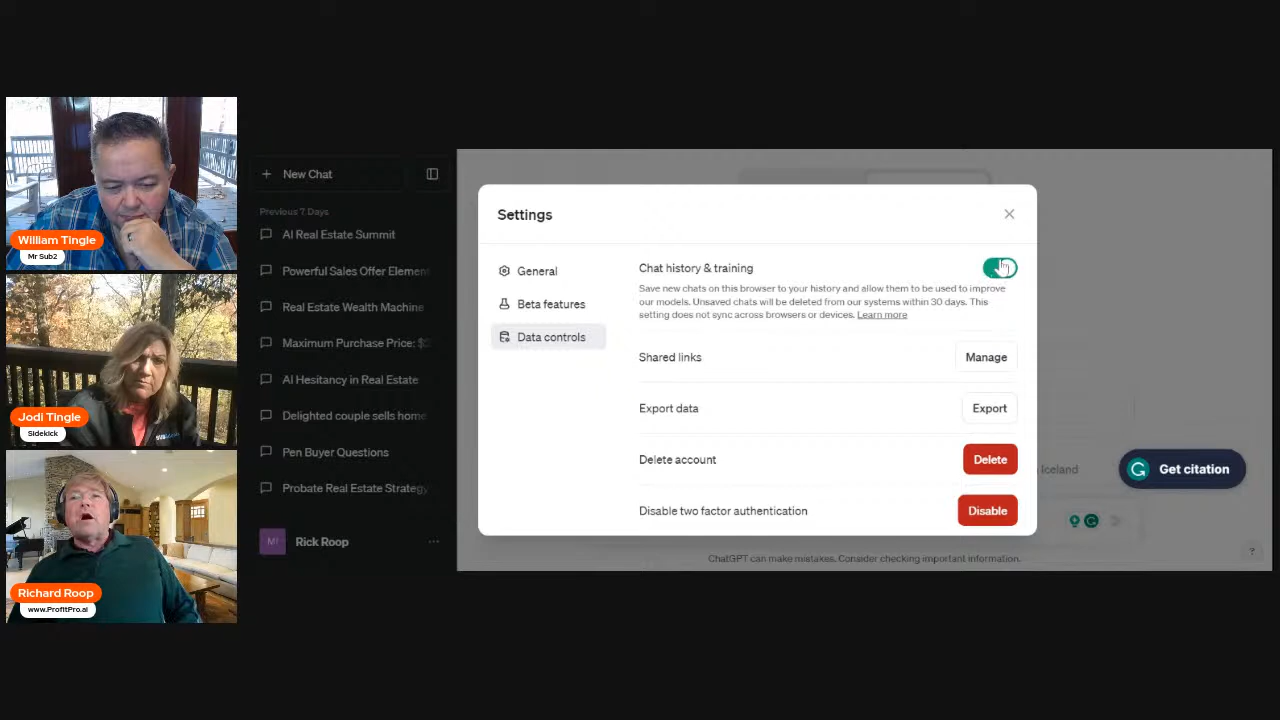 William Tingle
Mr Sub2
Jodi Tingle
Sidekick
Richard Roop
www.ProfitPro.ai
New Chat
Previous 7 Days
AI Real Estate Summit
Powerful Sales Offer Element
Real Estate Wealth Machine
Maximum Purchase Price: $
AI Hesitancy in Real Estate
Delighted couple sells home
Pen Buyer Questions
Probate Real Estate Strategy
Rick Roop
Settings
General
Beta features
Data controls
Chat history & training
Save new chats on this browser to your history and allow them to be used to improve
our models. Unsaved chats will be deleted from our systems within 30 days. This
setting does not sync across browsers or devices. Learn more
Shared links
Manage
Export data
Export
Delete account
Delete
Disable two factor authentication
Disable
Iceland
Get citation
ChatGPT can make mistakes. Consider checking important information.
?